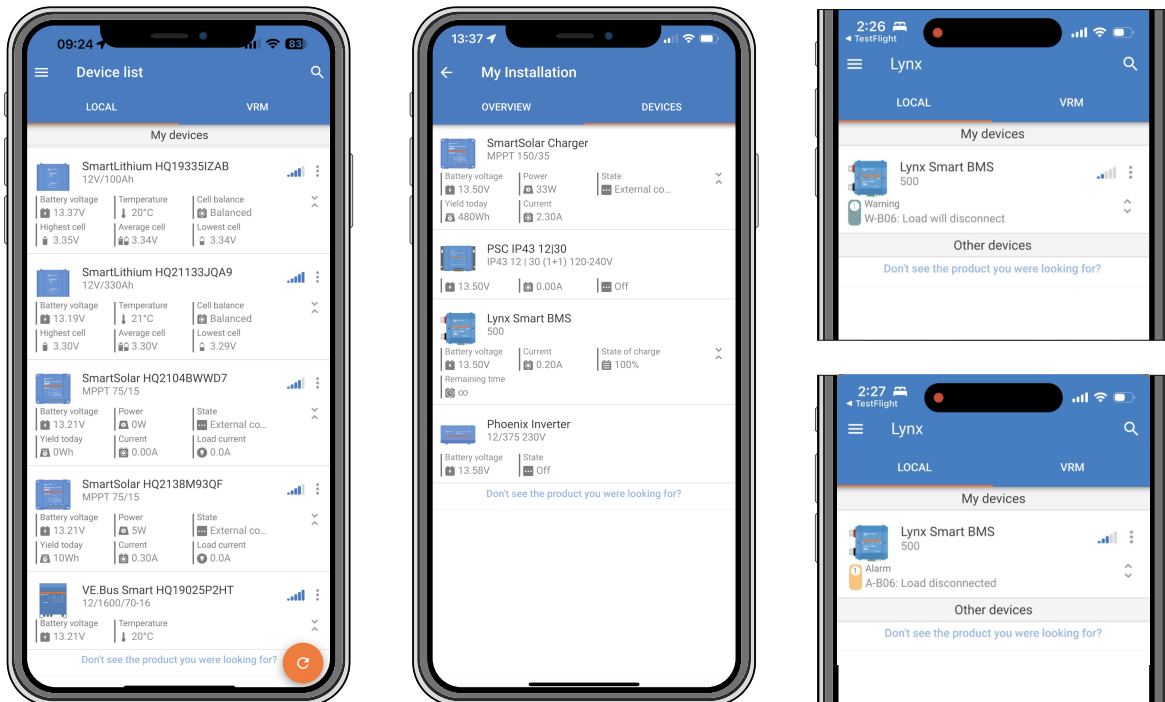 09:24
83
Device list
LOCAL VRM
My devices
SmartLithium HQ19335IZAB
12V/100Ah
Battery voltage Temperature Cell balance
13.37V 20°C Balanced
Highest cell Average cell Lowest cell
3.35V 3.34V 3.34V
SmartLithium HQ21133JQA9
12V/330Ah
Battery voltage Temperature Cell balance
13.19V 21°C Balanced
Highest cell Average cell Lowest cell
3.30V 3.30V 3.29V
SmartSolar HQ2104BWWD7
MPPT 75/15
Battery voltage Power State
13.21V 0W External co...
Yield today Current Load current
0Wh 0.00A 0.0A
SmartSolar HQ2138M93QF
MPPT 75/15
Battery voltage Power State
13.21V 5W External co...
Yield today Current Load current
10Wh 0.30A 0.0A
VE.Bus Smart HQ19025P2HT
12/1600/70-16
Battery voltage Temperature
13.21V 20°C
Don't see the product you were looking for?
13:37
My Installation
OVERVIEW DEVICES
SmartSolar Charger
MPPT 150/35
Battery voltage Power State
13.50V 33W External co...
Yield today Current
480Wh 2.30A
PSC IP43 12|30
IP43 12 | 30 (1+1) 120-240V
13.50V 0.00A Off
Lynx Smart BMS
500
Battery voltage Current State of charge
13.50V 0.20A 100%
Remaining time
∞
Phoenix Inverter
12/375 230V
Battery voltage State
13.58V Off
Don't see the product you were looking for?
2:26
◀ TestFlight
Lynx
LOCAL VRM
My devices
Lynx Smart BMS
500
1 Warning
W-B06: Load will disconnect
Other devices
Don't see the product you were looking for?
2:27
◀ TestFlight
Lynx
LOCAL VRM
My devices
Lynx Smart BMS
500
1 Alarm
A-B06: Load disconnected
Other devices
Don't see the product you were looking for?